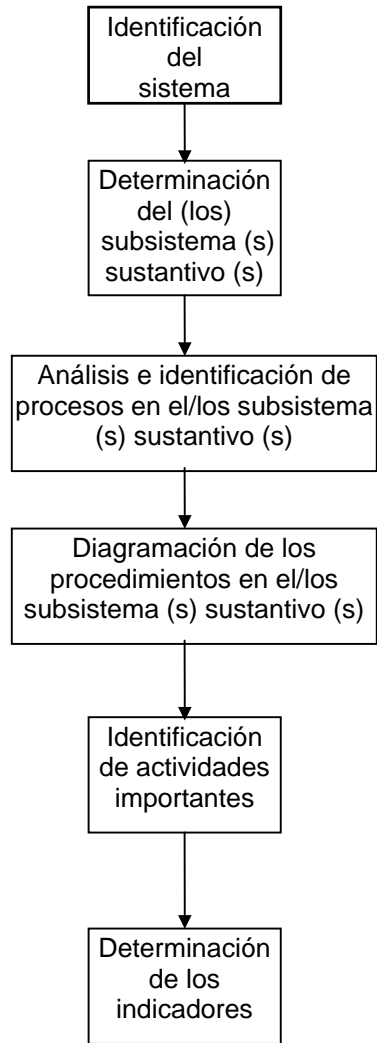 Identificación
del
sistema
Determinación
del (los)
subsistema (s)
sustantivo (s)
Análisis e identificación de
procesos en el/los subsistema
(s) sustantivo (s)
Diagramación de los
procedimientos en el/los
subsistema (s) sustantivo (s)
Identificación
de actividades
importantes
Determinación
de los
indicadores